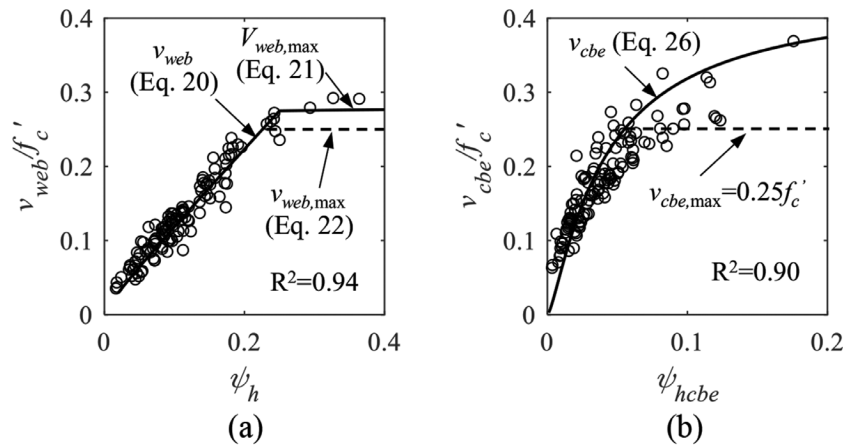 v_web/f_c'
0.4
0.3
0.2
0.1
0
v_web
(Eq. 20)
V_web,max
(Eq. 21)
v_web,max
(Eq. 22)
R²=0.94
0
0.2
0.4
ψ_h
(a)
v_cbe/f_c'
0.4
0.3
0.2
0.1
0
v_cbe (Eq. 26)
v_cbe,max=0.25f_c'
R²=0.90
0
0.1
0.2
ψ_hcbe
(b)